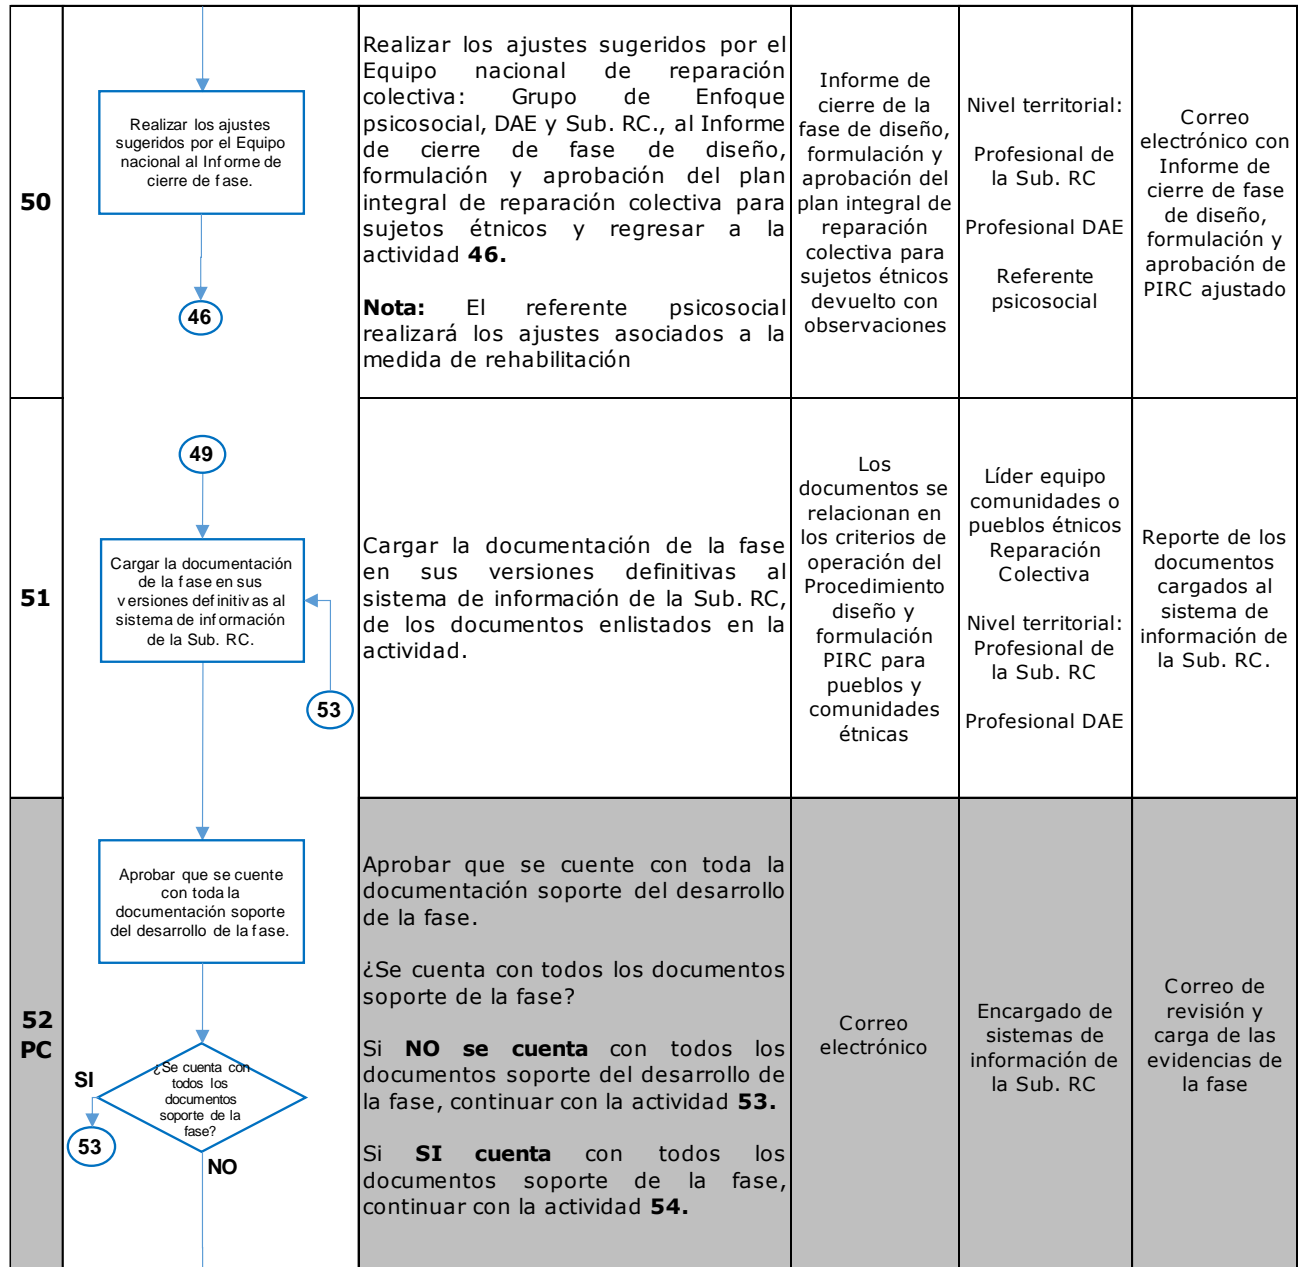 50
Realizar los ajustes
sugeridos por el Equipo
nacional al Informe de
cierre de fase.
46
Realizar los ajustes sugeridos por el
Equipo nacional de reparación
colectiva: Grupo de Enfoque
psicosocial, DAE y Sub. RC., al Informe
de cierre de fase de diseño,
formulación y aprobación del plan
integral de reparación colectiva para
sujetos étnicos y regresar a la
actividad 46.
Nota: El referente psicosocial
realizará los ajustes asociados a la
medida de rehabilitación
Informe de
cierre de la
fase de diseño,
formulación y
aprobación del
plan integral de
reparación
colectiva para
sujetos étnicos
devuelto con
observaciones
Nivel territorial:
Profesional de
la Sub. RC
Profesional DAE
Referente
psicosocial
Correo
electrónico con
Informe de
cierre de fase
de diseño,
formulación y
aprobación de
PIRC ajustado
51
49
Cargar la documentación
de la fase en sus
versiones definitivas al
sistema de información
de la Sub. RC.
53
Cargar la documentación de la fase
en sus versiones definitivas al
sistema de información de la Sub. RC,
de los documentos enlistados en la
actividad.
Los
documentos se
relacionan en
los criterios de
operación del
Procedimiento
diseño y
formulación
PIRC para
pueblos y
comunidades
étnicas
Líder equipo
comunidades o
pueblos étnicos
Reparación
Colectiva
Nivel territorial:
Profesional de
la Sub. RC
Profesional DAE
Reporte de los
documentos
cargados al
sistema de
información de
la Sub. RC.
52
PC
Aprobar que se cuente
con toda la
documentación soporte
del desarrollo de la fase.
¿Se cuenta con
todos los
documentos
soporte de la
fase?
SI
53
NO
Aprobar que se cuente con toda la
documentación soporte del desarrollo
de la fase.
¿Se cuenta con todos los documentos
soporte de la fase?
Si NO se cuenta con todos los
documentos soporte del desarrollo de
la fase, continuar con la actividad 53.
Si SI cuenta con todos los
documentos soporte de la fase,
continuar con la actividad 54.
Correo
electrónico
Encargado de
sistemas de
información de
la Sub. RC
Correo de
revisión y
carga de las
evidencias de
la fase